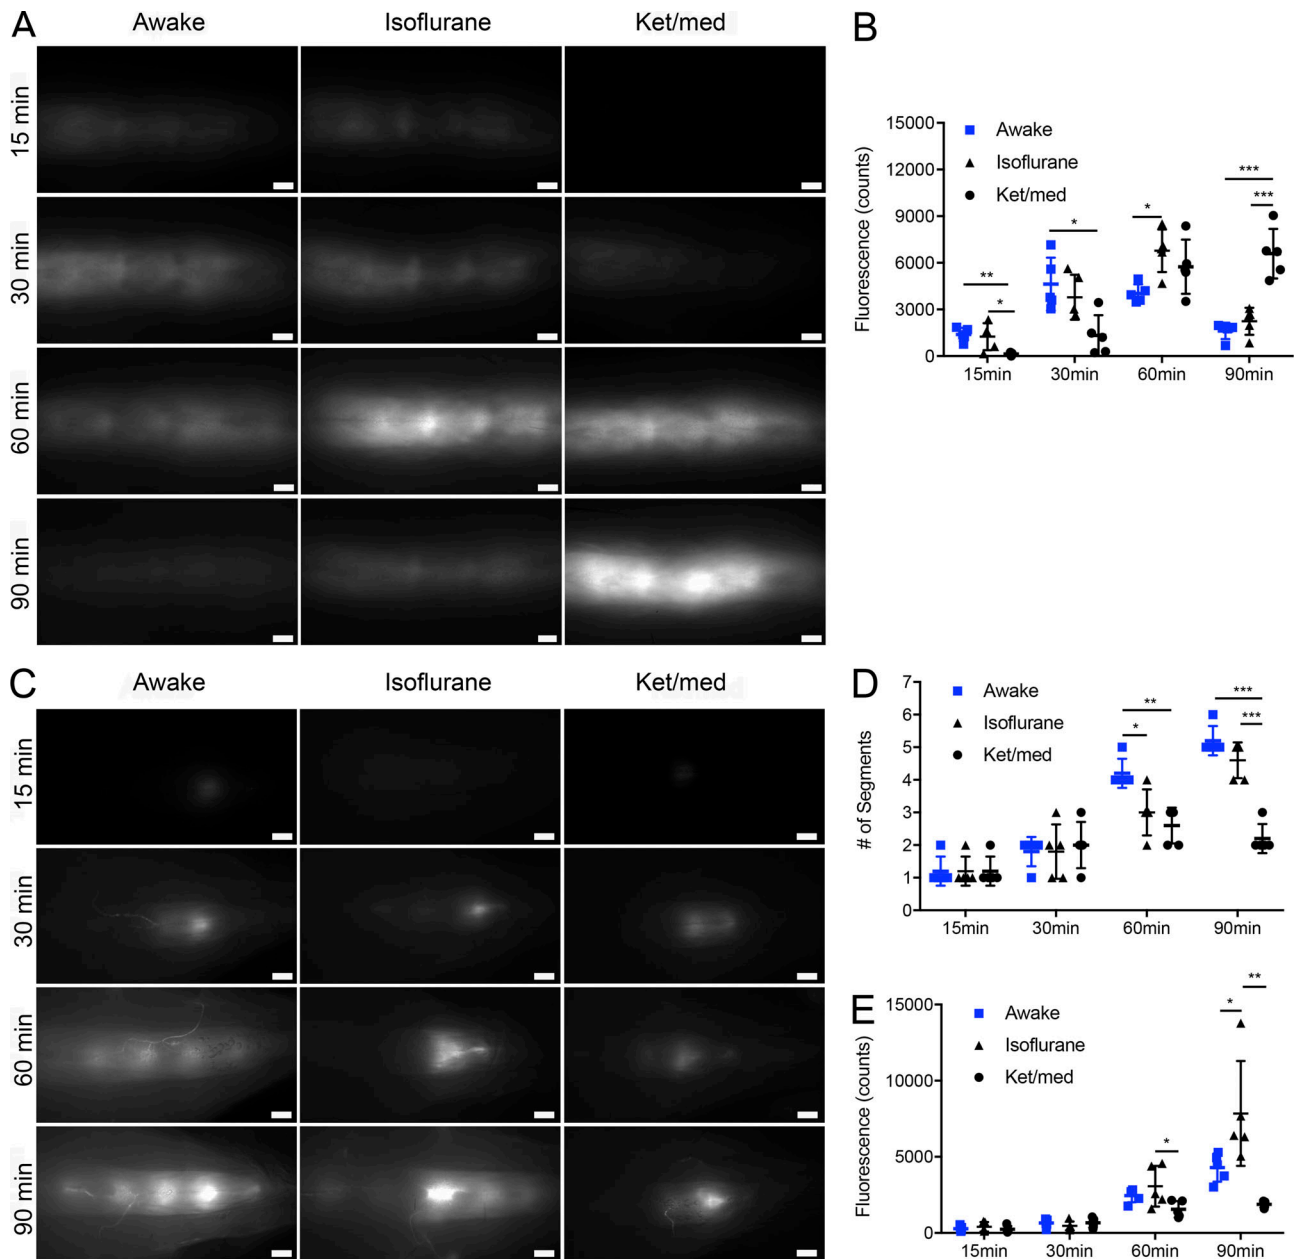 A
Awake
Isoflurane
Ket/med
15 min
30 min
60 min
90 min
B
Fluorescence (counts)
15000
12000
9000
6000
3000
0
Awake
Isoflurane
Ket/med
**
*
*
*
***
***
15min
30min
60min
90min
C
Awake
Isoflurane
Ket/med
15 min
30 min
60 min
90 min
D
# of Segments
7
6
5
4
3
2
1
0
Awake
Isoflurane
Ket/med
**
*
***
***
15min
30min
60min
90min
E
Fluorescence (counts)
15000
10000
5000
0
Awake
Isoflurane
Ket/med
*
*
**
15min
30min
60min
90min